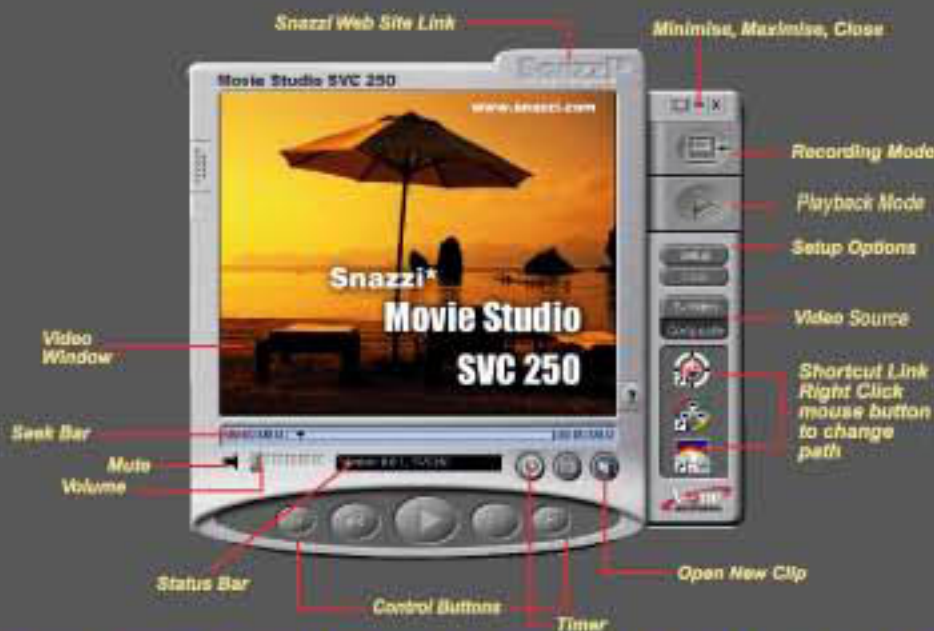 Snazzi Web Site Link
Minimise, Maximise, Close
Movie Studio SVC 250
www.snazzi.com
Recording Mode
Playback Mode
Setup Options
Snazzi*
Movie Studio
SVC 250
Video
Window
Video Source
Composite
Shortcut Link
Right Click
mouse button
to change
path
?
Seek Bar
Mute
Volume
Status Bar
Control Buttons
Open New Clip
Timer